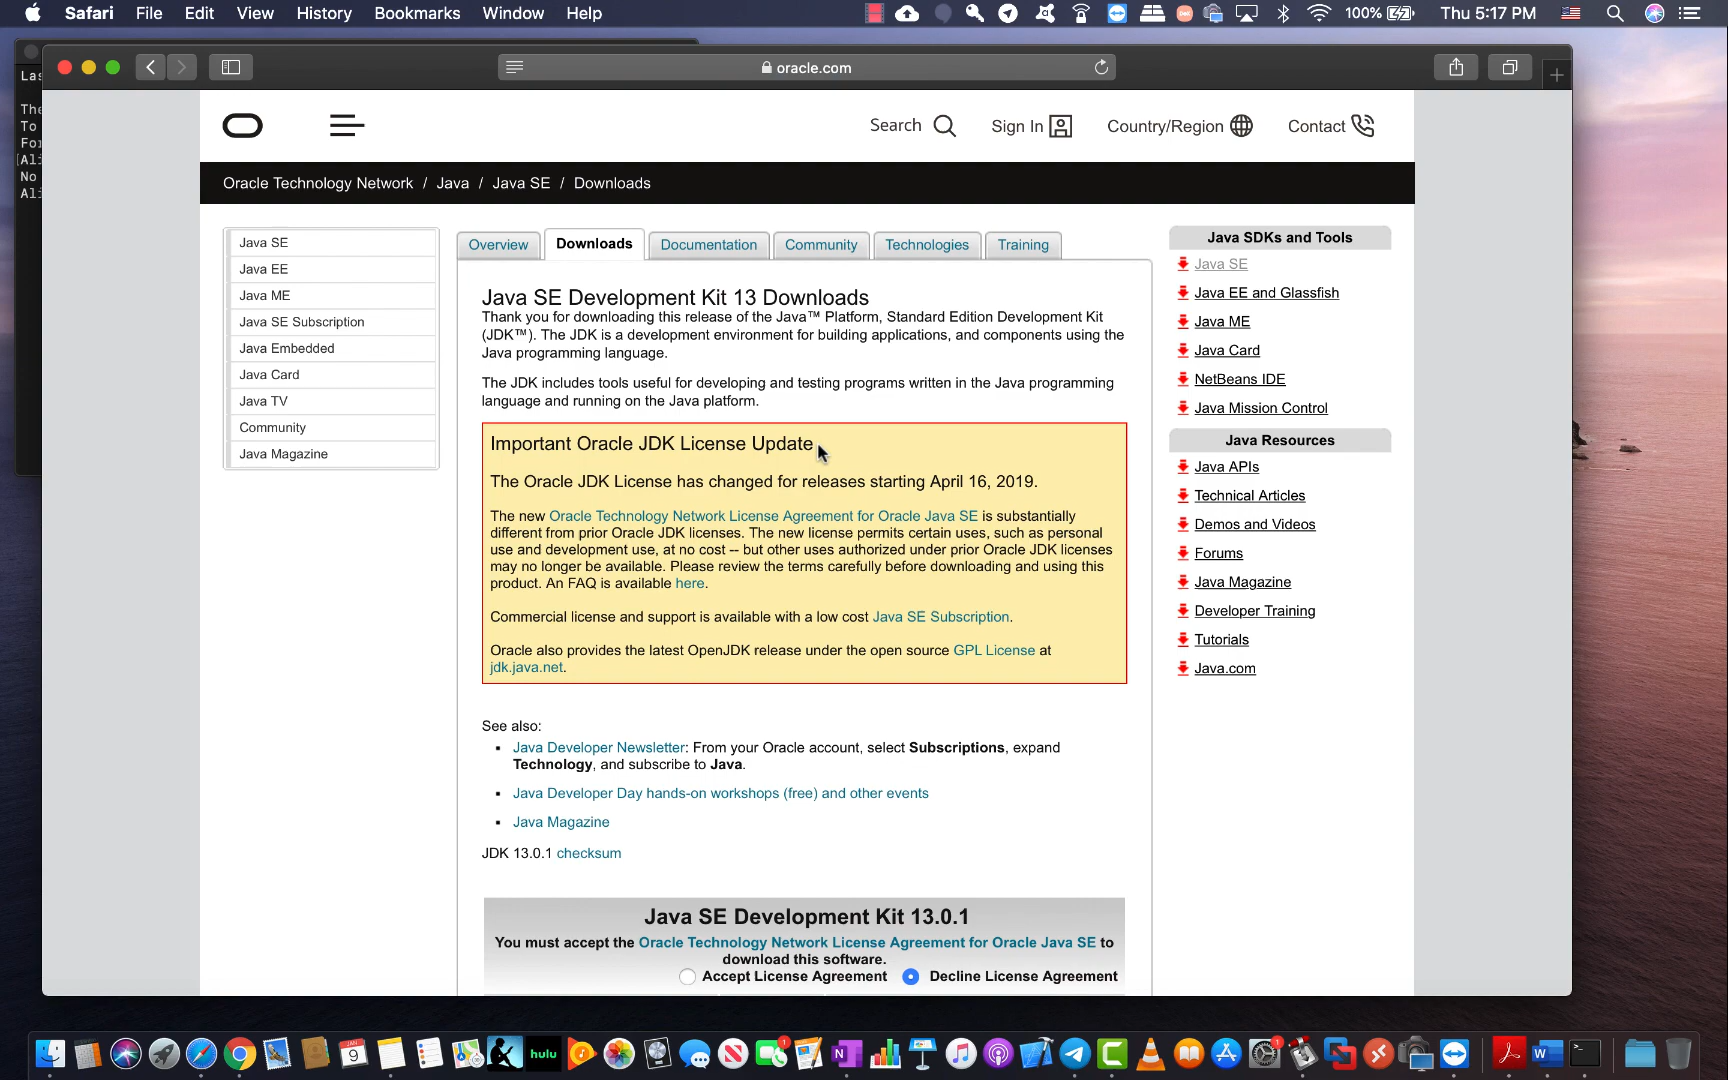 Safari File Edit View History Bookmarks Window Help 100% Thu 5:17 PM
oracle.com
Las
The
To
For
[Ali
No
Ali
Search Sign In Country/Region Contact
Oracle Technology Network / Java / Java SE / Downloads
Java SE
Java EE
Java ME
Java SE Subscription
Java Embedded
Java Card
Java TV
Community
Java Magazine
Overview Downloads Documentation Community Technologies Training
Java SE Development Kit 13 Downloads
Thank you for downloading this release of the Java™ Platform, Standard Edition Development Kit
(JDK™). The JDK is a development environment for building applications, and components using the
Java programming language.
The JDK includes tools useful for developing and testing programs written in the Java programming
language and running on the Java platform.
Important Oracle JDK License Update
The Oracle JDK License has changed for releases starting April 16, 2019.
The new Oracle Technology Network License Agreement for Oracle Java SE is substantially
different from prior Oracle JDK licenses. The new license permits certain uses, such as personal
use and development use, at no cost -- but other uses authorized under prior Oracle JDK licenses
may no longer be available. Please review the terms carefully before downloading and using this
product. An FAQ is available here.
Commercial license and support is available with a low cost Java SE Subscription.
Oracle also provides the latest OpenJDK release under the open source GPL License at
jdk.java.net.
See also:
Java Developer Newsletter: From your Oracle account, select Subscriptions, expand
Technology, and subscribe to Java.
Java Developer Day hands-on workshops (free) and other events
Java Magazine
JDK 13.0.1 checksum
Java SE Development Kit 13.0.1
You must accept the Oracle Technology Network License Agreement for Oracle Java SE to
download this software.
Accept License Agreement Decline License Agreement
Java SDKs and Tools
Java SE
Java EE and Glassfish
Java ME
Java Card
NetBeans IDE
Java Mission Control
Java Resources
Java APIs
Technical Articles
Demos and Videos
Forums
Java Magazine
Developer Training
Tutorials
Java.com
9
hulu
1
N
1
W